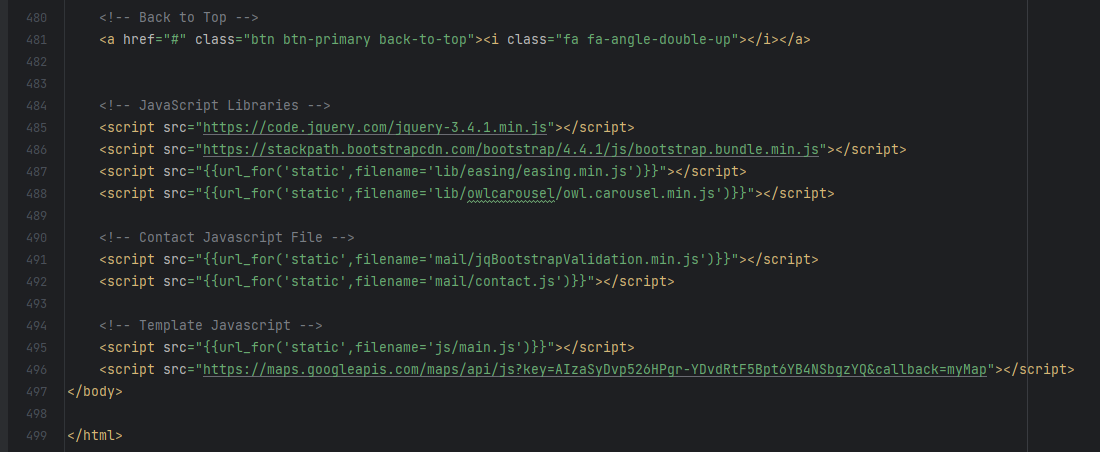 480 <!-- Back to Top -->
481 <a href="#" class="btn btn-primary back-to-top"><i class="fa fa-angle-double-up"></i></a>
482
483
484 <!-- JavaScript Libraries -->
485 <script src="https://code.jquery.com/jquery-3.4.1.min.js"></script>
486 <script src="https://stackpath.bootstrapcdn.com/bootstrap/4.4.1/js/bootstrap.bundle.min.js"></script>
487 <script src="{{url_for('static',filename='lib/easing/easing.min.js')}}"></script>
488 <script src="{{url_for('static',filename='lib/owlcarousel/owl.carousel.min.js')}}"></script>
489
490 <!-- Contact Javascript File -->
491 <script src="{{url_for('static',filename='mail/jqBootstrapValidation.min.js')}}"></script>
492 <script src="{{url_for('static',filename='mail/contact.js')}}"></script>
493
494 <!-- Template Javascript -->
495 <script src="{{url_for('static',filename='js/main.js')}}"></script>
496 <script src="https://maps.googleapis.com/maps/api/js?key=AIzaSyDvp526HPgr-YDvdRtF5Bpt6YB4NSbgzYQ&callback=myMap"></script>
497 </body>
498
499 </html>